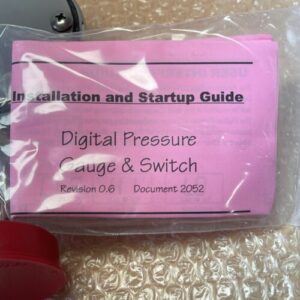 Installation and Startup Guide
Digital Pressure
Gauge & Switch
Revision 0.6 Document 2052